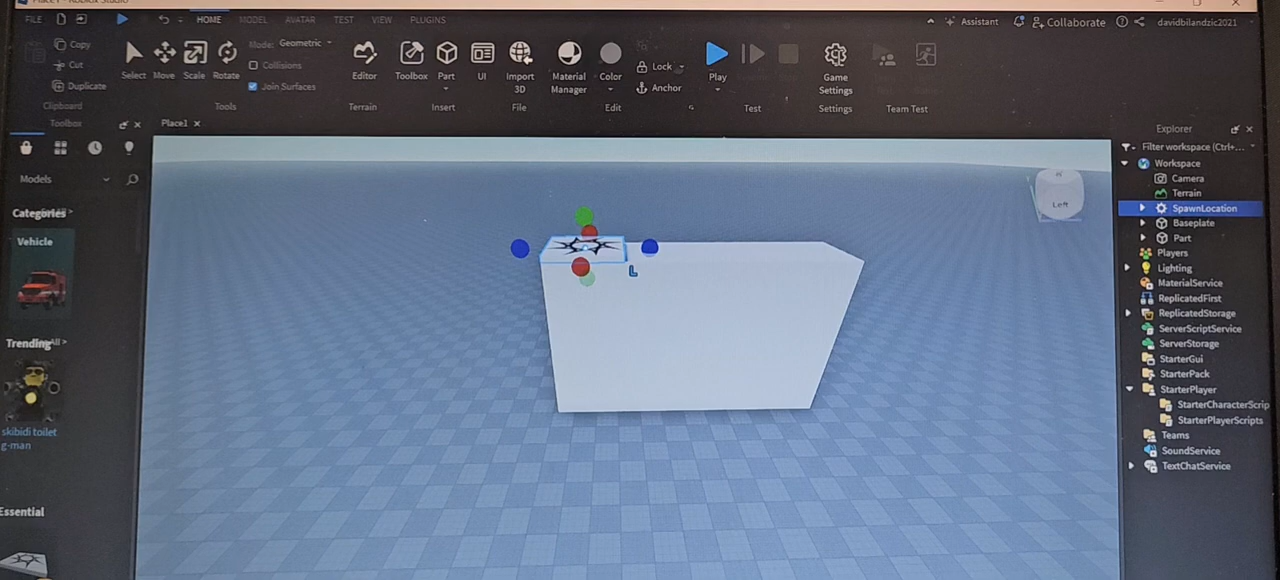 FILE HOME MODEL AVATAR TEST VIEW PLUGINS Assistant Collaborate davidbilandzic2021
Copy
Cut
Duplicate
Clipboard
Select Move Scale Rotate
Mode: Geometric
Collisions
Join Surfaces
Tools
Editor
Terrain
Toolbox Part UI
Insert
Import
3D
File
Material
Manager
Color
Lock
Anchor
Edit
Play
Test
Game
Settings
Settings
Team Test
Toolbox
Place1
Models
Categories
Vehicle
Trending
All >
skibidi toilet
g-man
Essential
Left
L
Explorer
Filter workspace (Ctrl+...
Workspace
Camera
Terrain
SpawnLocation
Baseplate
Part
Players
Lighting
MaterialService
ReplicatedFirst
ReplicatedStorage
ServerScriptService
ServerStorage
StarterGui
StarterPack
StarterPlayer
StarterCharacterScrip
StarterPlayerScripts
Teams
SoundService
TextChatService